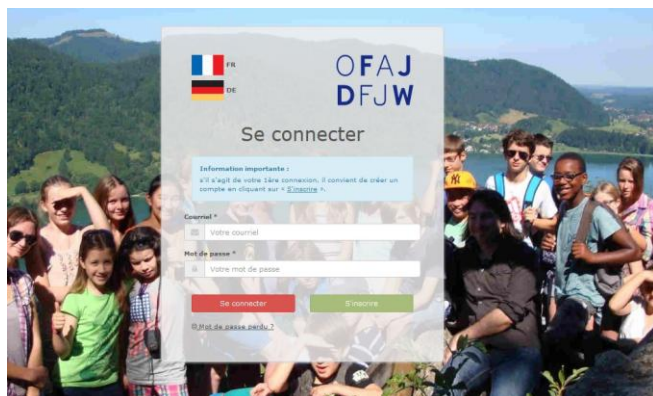 FR
DE
OFAJ
DFJW
Se connecter
Information importante :
s'il s'agit de votre 1ère connexion, il convient de créer un
compte en cliquant sur « S'inscrire ».
Courriel *
Votre courriel
Mot de passe *
Votre mot de passe
Se connecter
S'inscrire
Mot de passe perdu ?